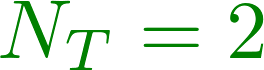 N_T = 2